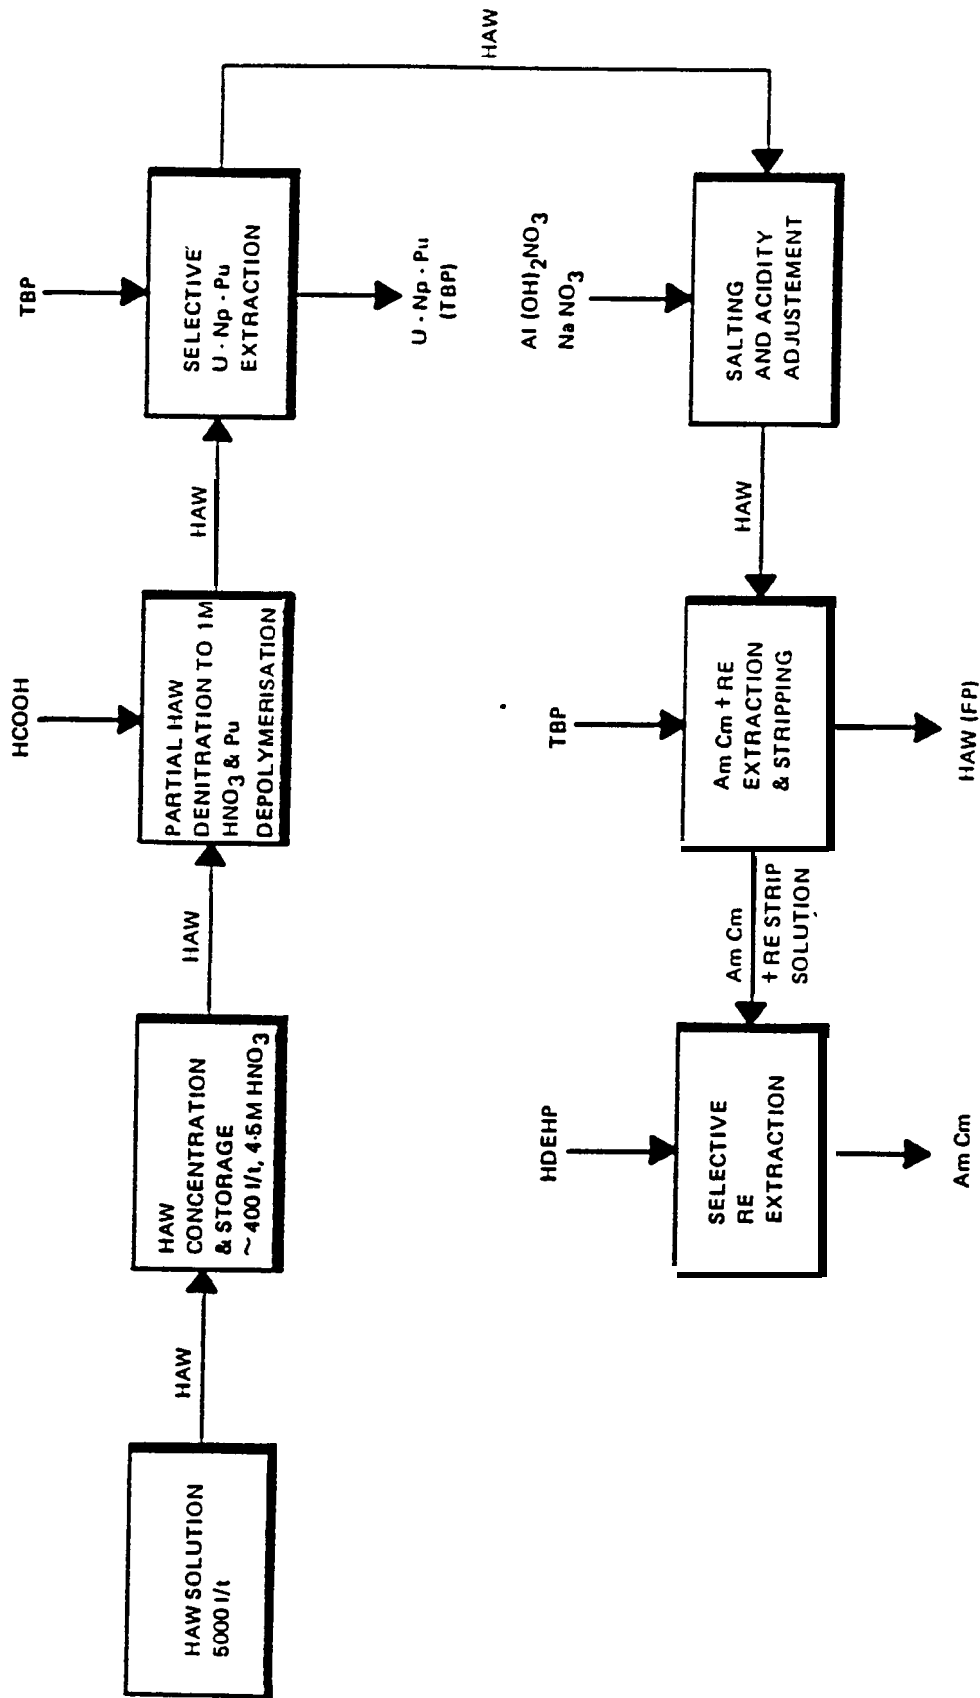 HAW SOLUTION
5000 l/t
HAW
HAW
CONCENTRATION
& STORAGE
~ 400 l/t, 4·5M HNO3
HAW
HCOOH
PARTIAL HAW
DENITRATION TO 1M
HNO3 & Pu
DEPOLYMERISATION
HAW
TBP
SELECTIVE
U · Np · Pu
EXTRACTION
U · Np · Pu
(TBP)
HAW
Al (OH)2NO3
Na NO3
SALTING
AND ACIDITY
ADJUSTEMENT
HAW
TBP
Am Cm + RE
EXTRACTION
& STRIPPING
HAW (FP)
Am Cm
+ RE STRIP
SOLUTION
HDEHP
SELECTIVE
RE
EXTRACTION
Am Cm